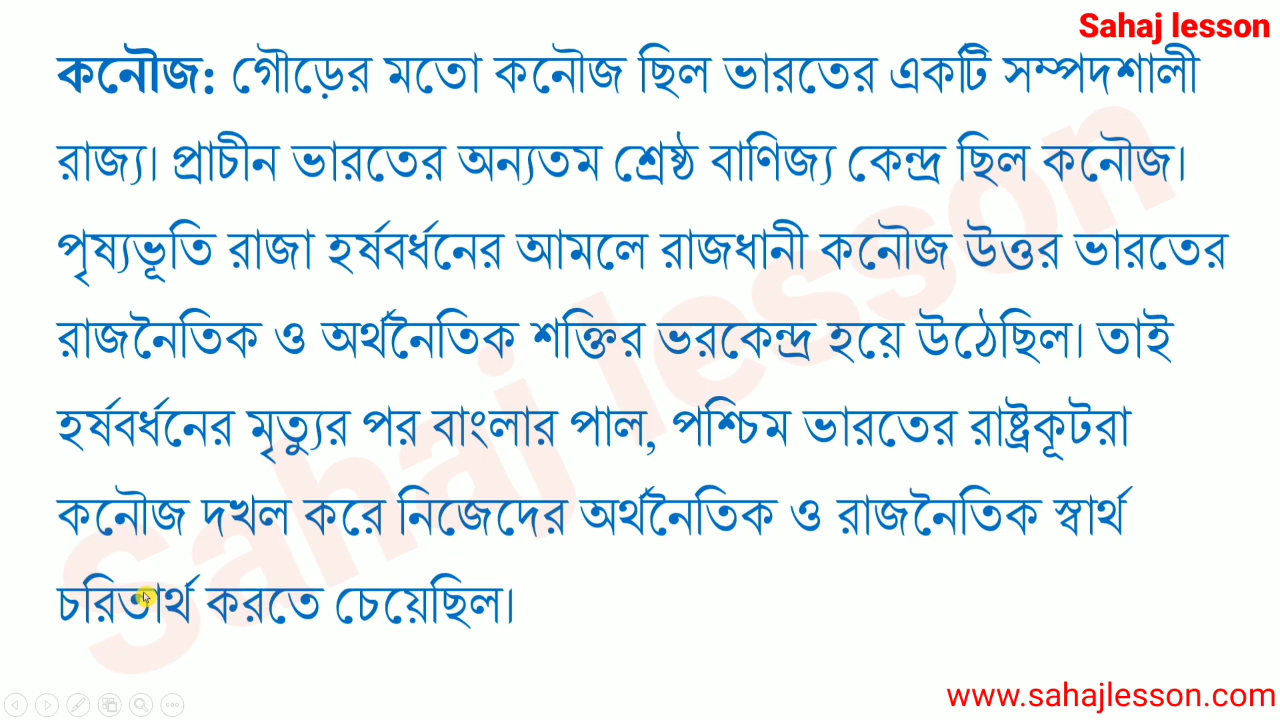 Sahaj lesson
কনৌজ: গৌড়ের মতো কনৌজ ছিল ভারতের একটি সম্পদশালী
রাজ্য। প্রাচীন ভারতের অন্যতম শ্রেষ্ঠ বাণিজ্য কেন্দ্র ছিল কনৌজ।
পৃষ্যভূতি রাজা হর্ষবর্ধনের আমলে রাজধানী কনৌজ উত্তর ভারতের
রাজনৈতিক ও অর্থনৈতিক শক্তির ভরকেন্দ্র হয়ে উঠেছিল। তাই
হর্ষবর্ধনের মৃত্যুর পর বাংলার পাল, পশ্চিম ভারতের রাষ্ট্রকূটরা
কনৌজ দখল করে নিজেদের অর্থনৈতিক ও রাজনৈতিক স্বার্থ
চরিতার্থ করতে চেয়েছিল।
Sahaj lesson
www.sahajlesson.com